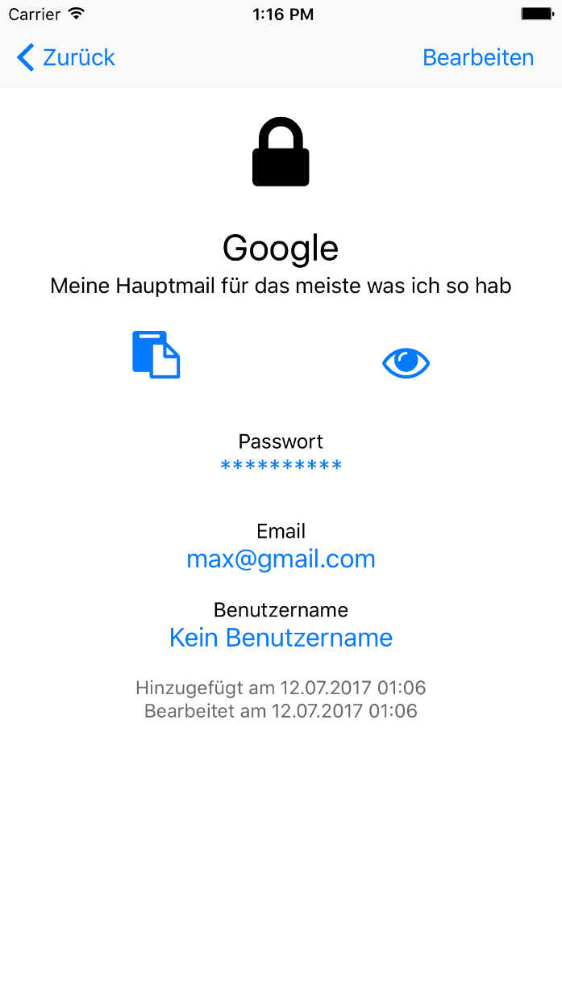 Carrier 1:16 PM
Zurück Bearbeiten
Google
Meine Hauptmail für das meiste was ich so hab
Passwort
**********
Email
max@gmail.com
Benutzername
Kein Benutzername
Hinzugefügt am 12.07.2017 01:06
Bearbeitet am 12.07.2017 01:06